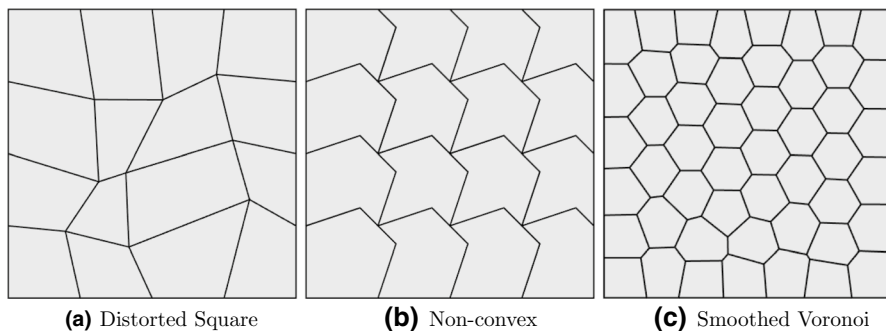 (a) Distorted Square
(b) Non-convex
(c) Smoothed Voronoi